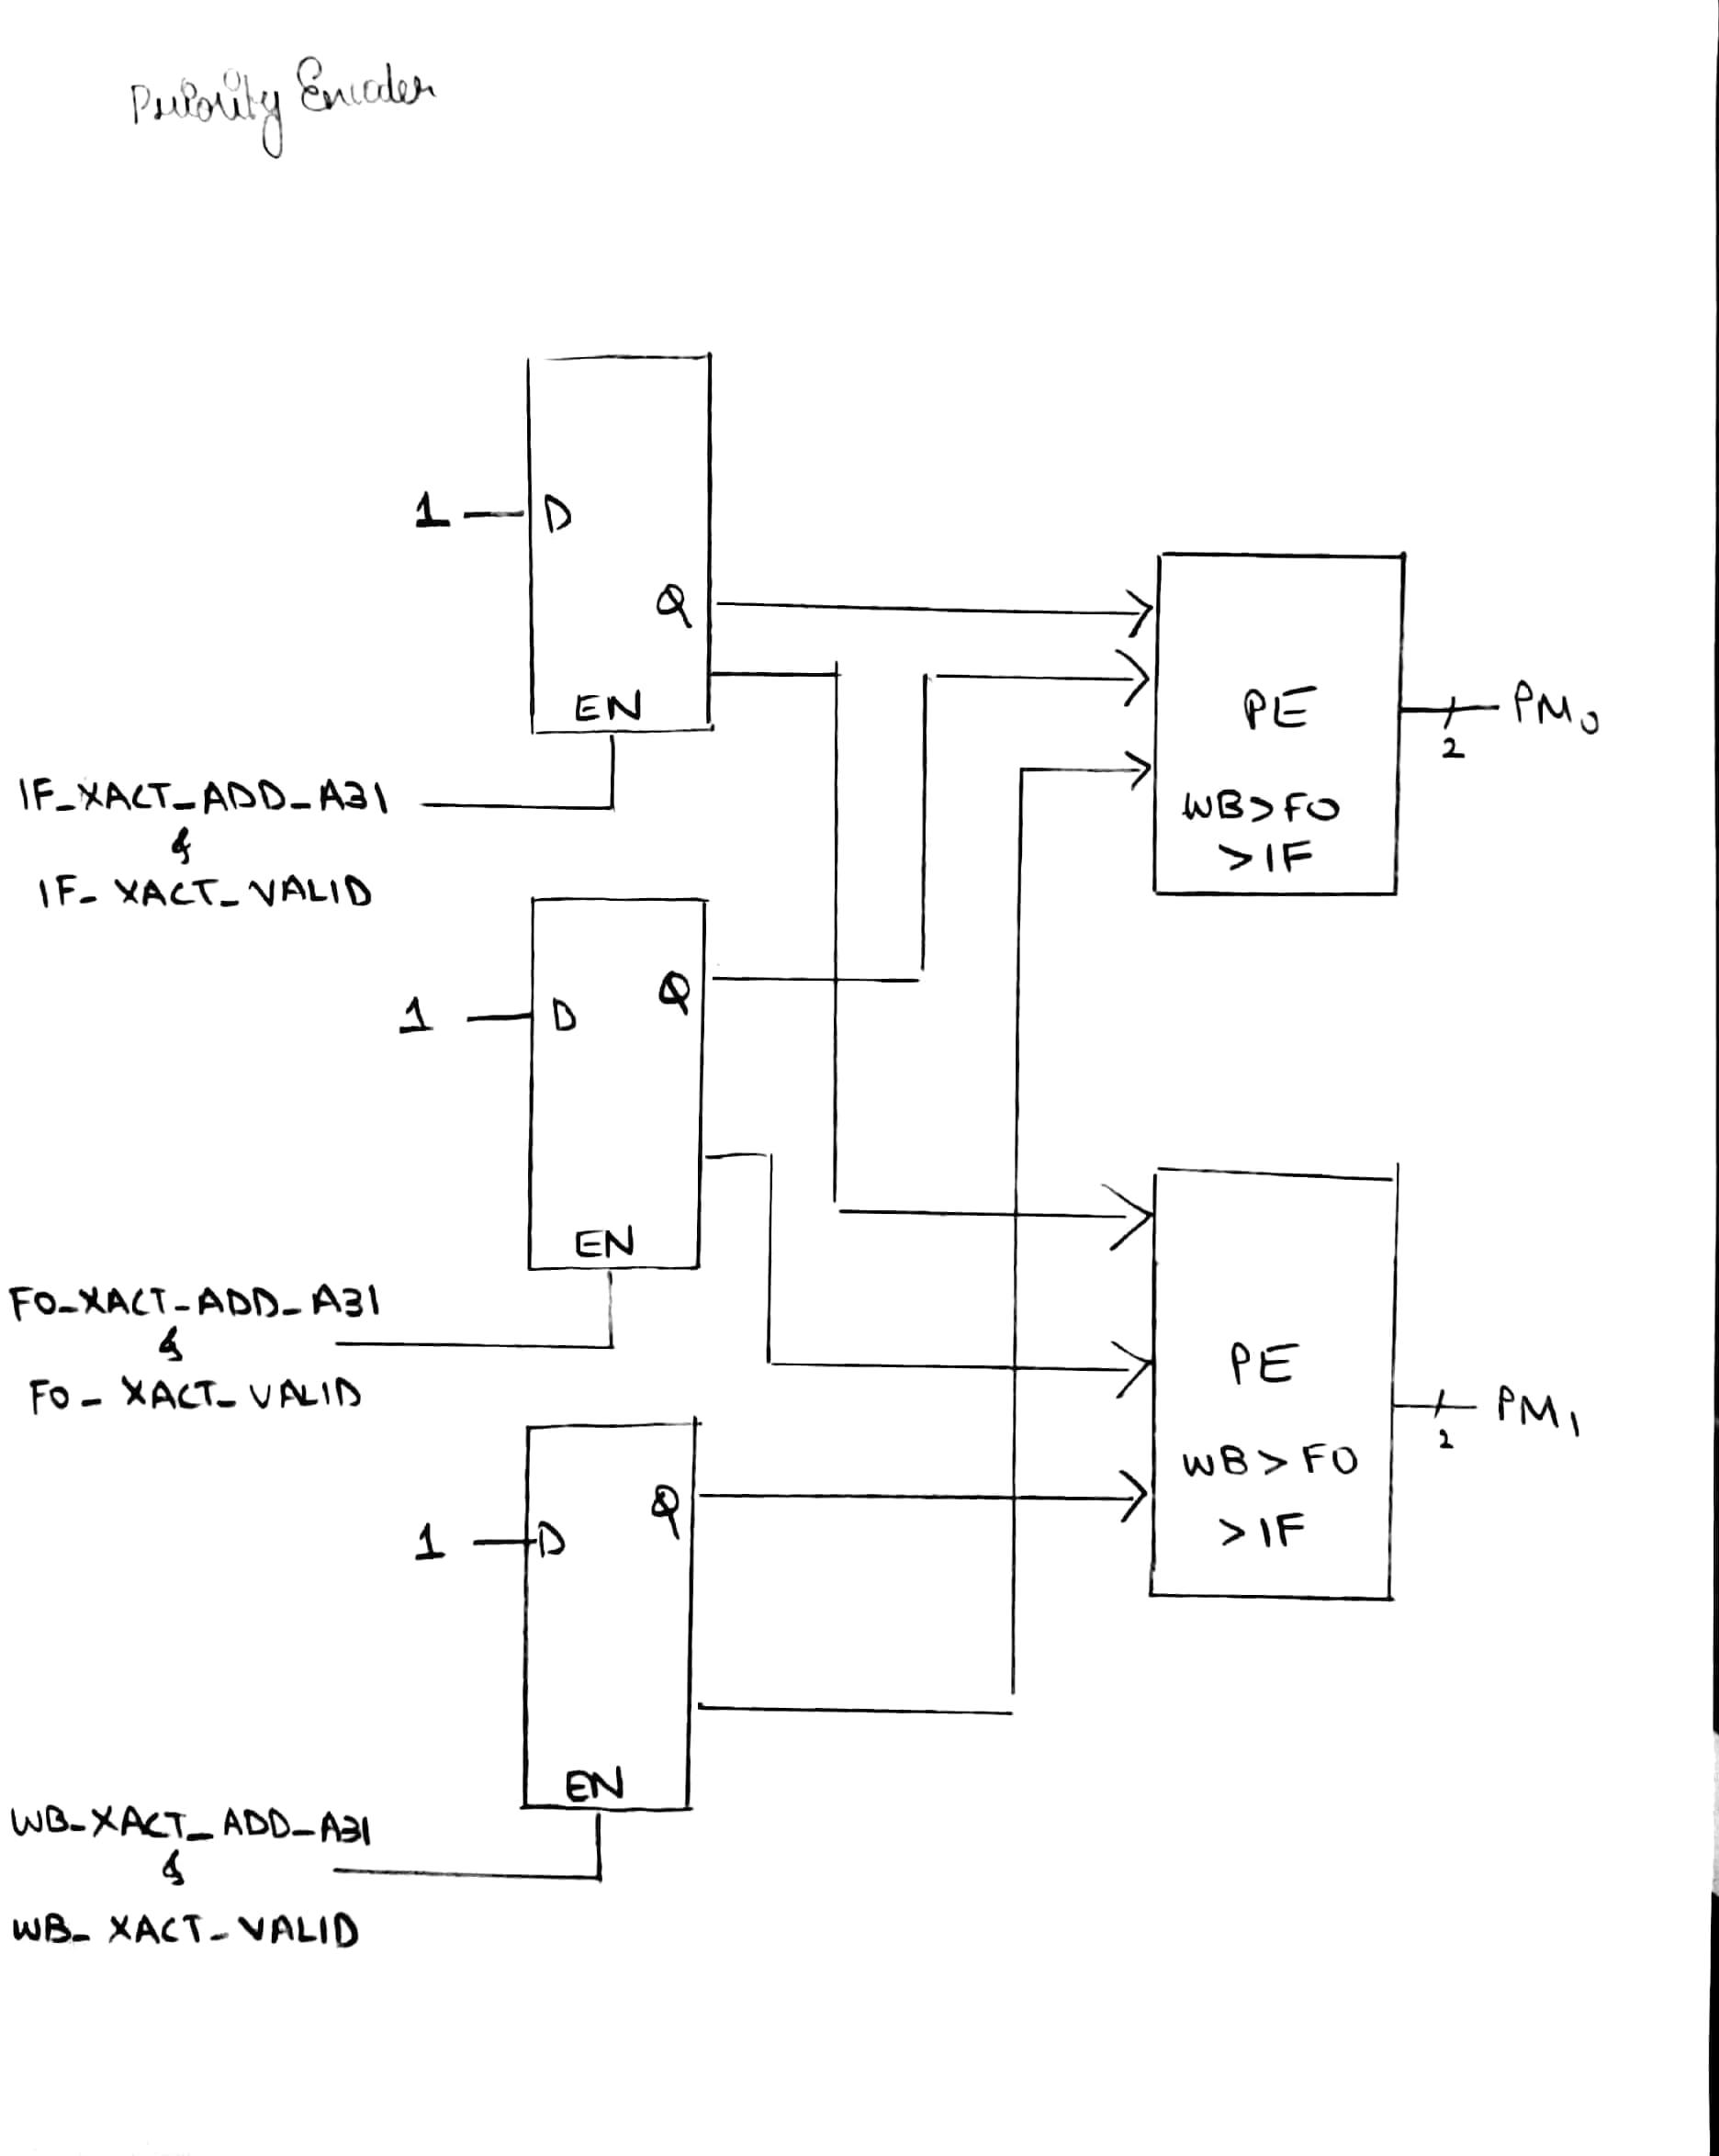 Priority Encoder
1
D
Q
EN
IF_XACT_ADD_A31
&
IF_XACT_VALID
PE
WB>FO
>IF
2
PM0
1
D
Q
EN
FO_XACT_ADD_A31
&
FO_XACT_VALID
PE
WB>FO
>IF
2
PM1
1
D
Q
EN
WB_XACT_ADD_A31
&
WB_XACT_VALID